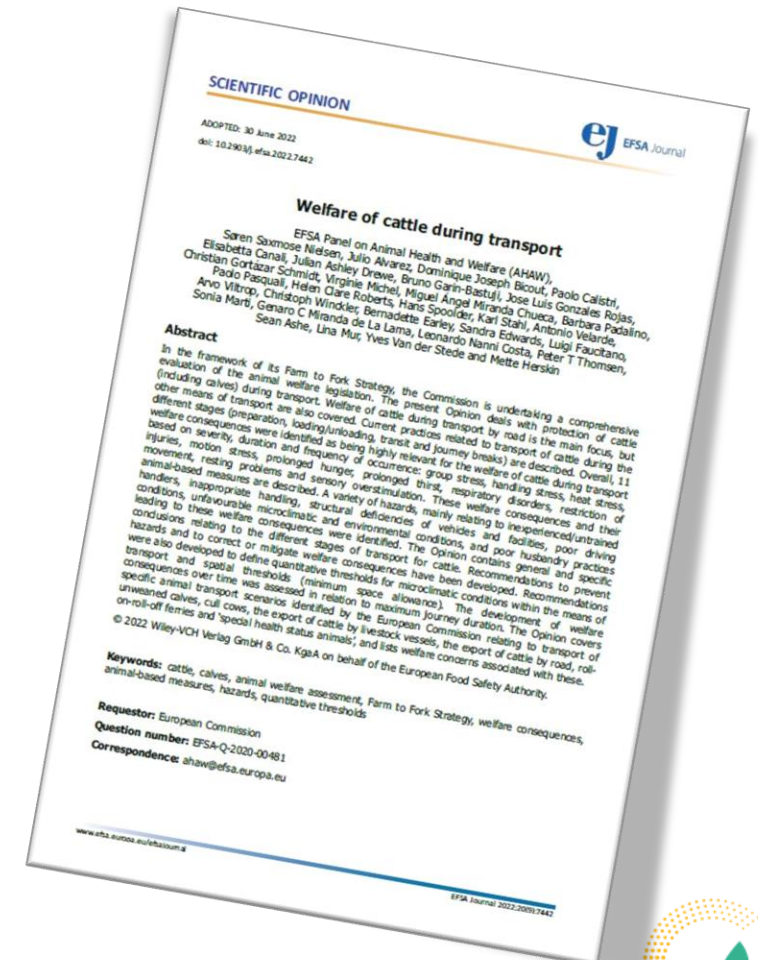 SCIENTIFIC OPINION
ADOPTED: 30 June 2022
doi: 10.2903/j.efsa.2022.7442
eJ EFSA Journal
Welfare of cattle during transport
EFSA Panel on Animal Health and Welfare (AHAW),
Søren Saxmose Nielsen, Julio Alvarez, Dominique Joseph Bicout, Paolo Calistri,
Elisabetta Canali, Julian Ashley Drewe, Bruno Garin-Bastuji, Jose Luis Gonzales Rojas,
Christian Gortázar Schmidt, Virginie Michel, Miguel Ángel Miranda Chueca, Barbara Padalino,
Paolo Pasquali, Helen Clare Roberts, Hans Spoolder, Karl Stahl, Antonio Velarde,
Arvo Viltrop, Christoph Winckler, Bernadette Earley, Sandra Edwards, Luigi Faucitano,
Sonia Marti, Genaro C Miranda de La Lama, Leonardo Nanni Costa, Peter T Thomsen,
Sean Ashe, Lina Mur, Yves Van der Stede and Mette Herskin
Abstract
In the framework of its Farm to Fork Strategy, the Commission is undertaking a comprehensive
evaluation of the animal welfare legislation. The present Opinion deals with protection of cattle
(including calves) during transport. Welfare of cattle during transport by road is the main focus, but
other means of transport are also covered. Current practices related to transport of cattle during the
different stages (preparation, loading/unloading, transit and journey breaks) are described. Overall, 11
welfare consequences were identified as being highly relevant for the welfare of cattle during transport
based on severity, duration and frequency of occurrence: group stress, handling stress, heat stress,
injuries, motion stress, prolonged hunger, prolonged thirst, respiratory disorders, restriction of
movement, resting problems and sensory overstimulation. These welfare consequences and their
animal-based measures are described. A variety of hazards, mainly relating to inexperienced/untrained
handlers, inappropriate handling, structural deficiencies of vehicles and facilities, poor driving
conditions, unfavourable microclimatic and environmental conditions, and poor husbandry practices
leading to these welfare consequences were identified. The Opinion contains general and specific
conclusions relating to the different stages of transport for cattle. Recommendations to prevent
hazards and to correct or mitigate welfare consequences have been developed. Recommendations
were also developed to define quantitative thresholds for microclimatic conditions within the means of
transport and spatial thresholds (minimum space allowance). The development of welfare
consequences over time was assessed in relation to maximum journey duration. The Opinion covers
specific animal transport scenarios identified by the European Commission relating to transport of
unweaned calves, cull cows, the export of cattle by livestock vessels, the export of cattle by road, roll-
on-roll-off ferries and 'special health status animals', and lists welfare concerns associated with these.
© 2022 Wiley-VCH Verlag GmbH & Co. KgaA on behalf of the European Food Safety Authority.
Keywords: cattle, calves, animal welfare assessment, Farm to Fork Strategy, welfare consequences,
animal-based measures, hazards, quantitative thresholds
Requestor: European Commission
Question number: EFSA-Q-2020-00481
Correspondence: ahaw@efsa.europa.eu
www.efsa.europa.eu/efsajournal
EFSA Journal 2022;20(9):7442